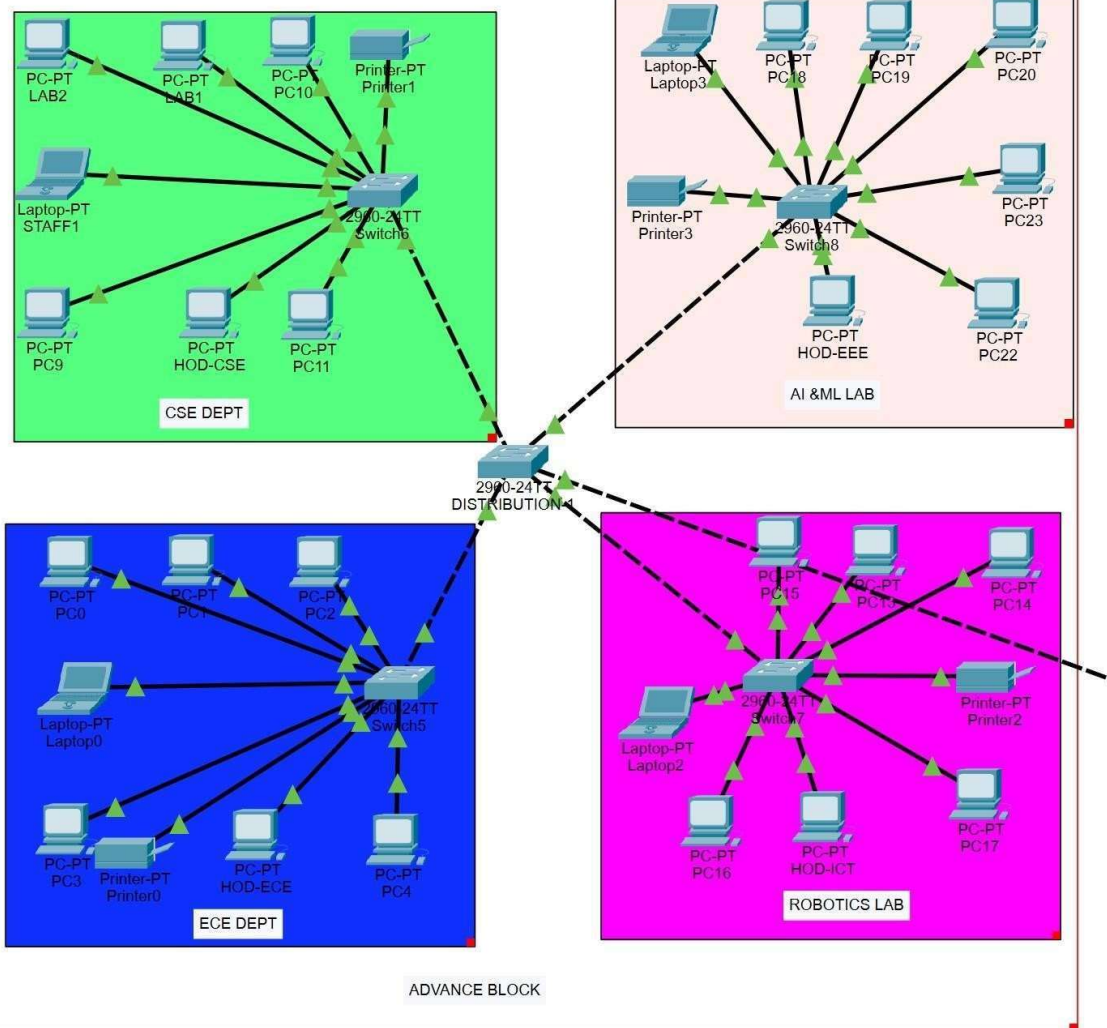 PC-PT
LAB2
PC-PT
LAB1
PC-PT
PC10
Printer-PT
Printer1
Laptop-PT
STAFF1
2960-24TT
Switch6
PC-PT
PC9
PC-PT
HOD-CSE
PC-PT
PC11
CSE DEPT
Laptop-PT
Laptop3
PC-PT
PC18
PC-PT
PC19
PC-PT
PC20
Printer-PT
Printer3
2960-24TT
Switch8
PC-PT
PC23
PC-PT
HOD-EEE
PC-PT
PC22
AI &ML LAB
2960-24TT
DISTRIBUTION-1
PC-PT
PC0
PC-PT
PC1
PC-PT
PC2
Laptop-PT
Laptop0
2960-24TT
Switch5
PC-PT
PC3
Printer-PT
Printer0
PC-PT
HOD-ECE
PC-PT
PC4
ECE DEPT
PC-PT
PC15
PC-PT
PC13
PC-PT
PC14
Laptop-PT
Laptop2
2960-24TT
Switch7
Printer-PT
Printer2
PC-PT
PC16
PC-PT
HOD-ICT
PC-PT
PC17
ROBOTICS LAB
ADVANCE BLOCK